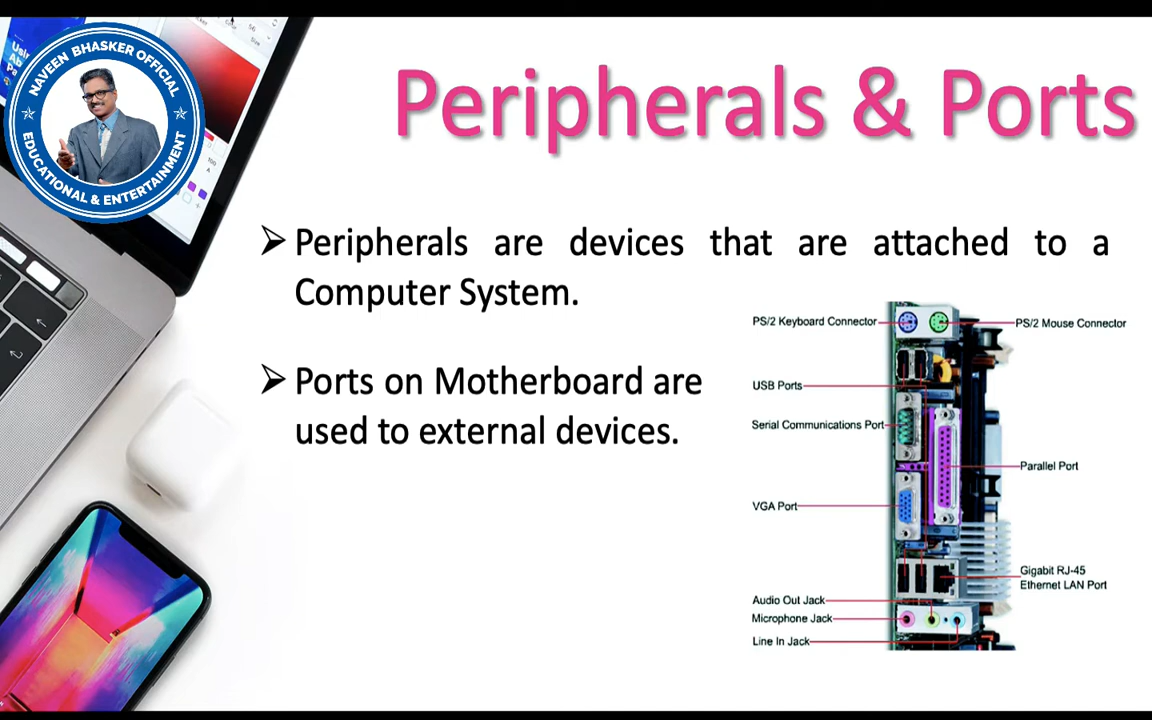 NAVEEN BHASKER OFFICIAL
EDUCATIONAL & ENTERTAINMENT
Peripherals & Ports
➢ Peripherals are devices that are attached to a
Computer System.
➢ Ports on Motherboard are
used to external devices.
PS/2 Keyboard Connector
PS/2 Mouse Connector
USB Ports
Serial Communications Port
Parallel Port
VGA Port
Gigabit RJ-45
Ethernet LAN Port
Audio Out Jack
Microphone Jack
Line In Jack